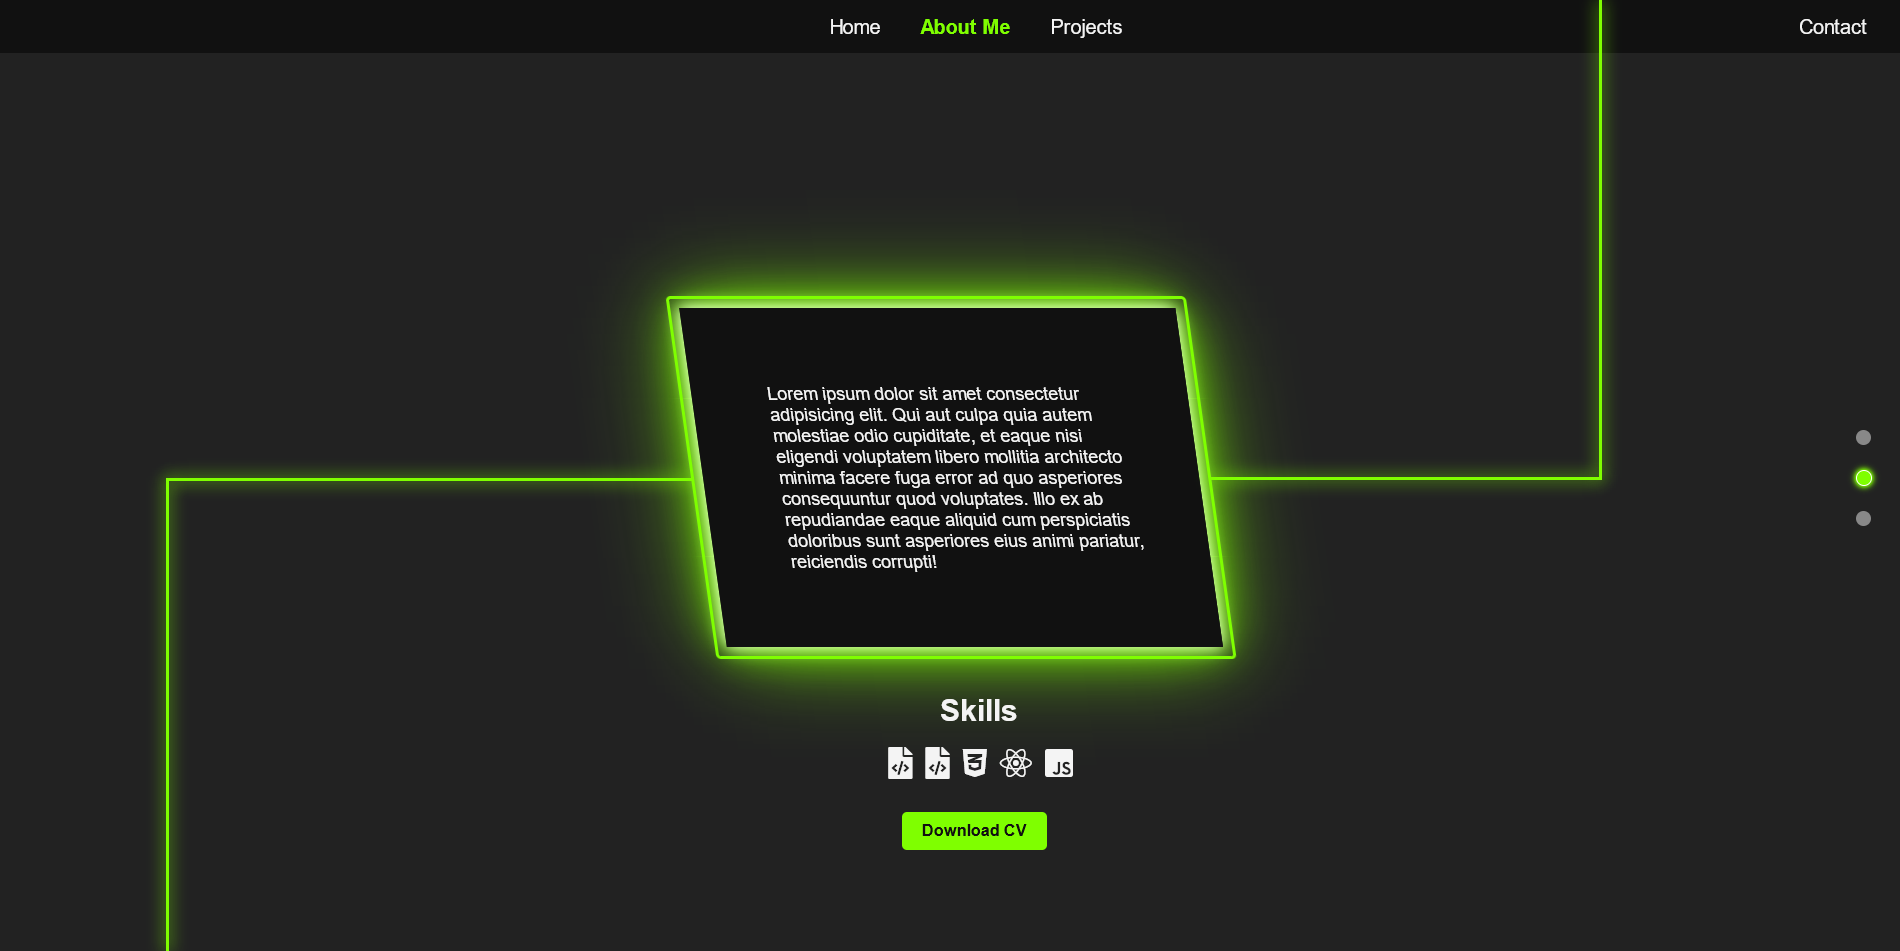 Home About Me Projects Contact
Lorem ipsum dolor sit amet consectetur
adipisicing elit. Qui aut culpa quia autem
molestiae odio cupiditate, et eaque nisi
eligendi voluptatem libero mollitia architecto
minima facere fuga error ad quo asperiores
consequuntur quod voluptates. Illo ex ab
repudiandae eaque aliquid cum perspiciatis
doloribus sunt asperiores eius animi pariatur,
reiciendis corrupti!
Skills
JS
Download CV